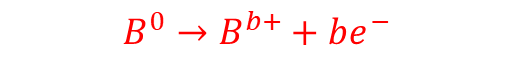 B⁰ → Bᵇ⁺ + be⁻